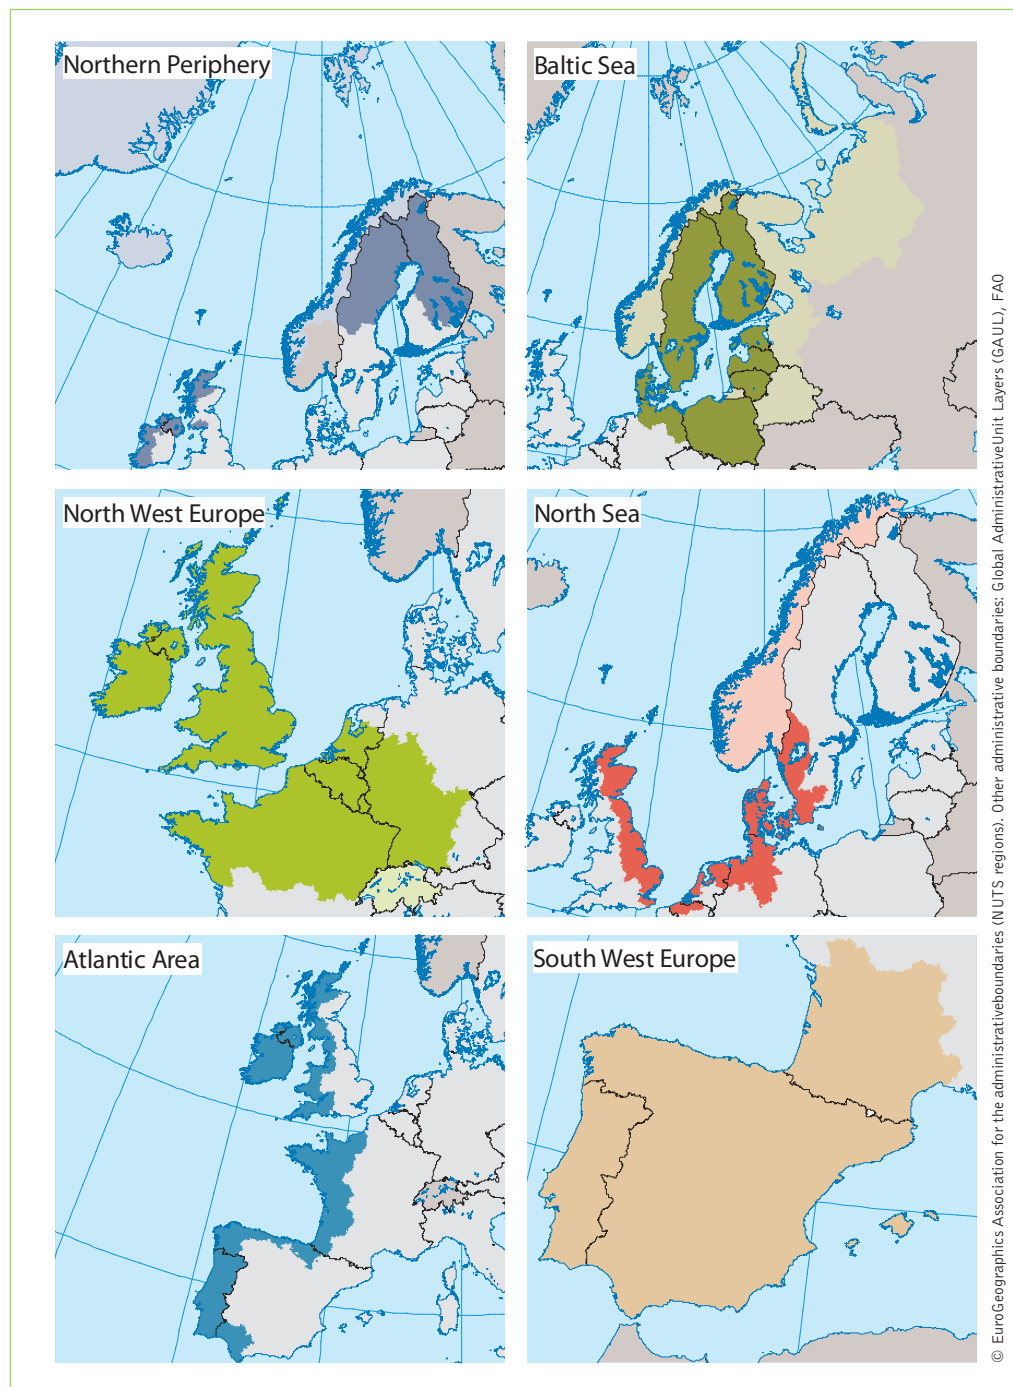 Northern Periphery
Baltic Sea
North West Europe
North Sea
Atlantic Area
South West Europe
© EuroGeographics Association for the administrativeboundaries (NUTS regions). Other administrative boundaries: Global AdministrativeUnit Layers (GAUL), FAO